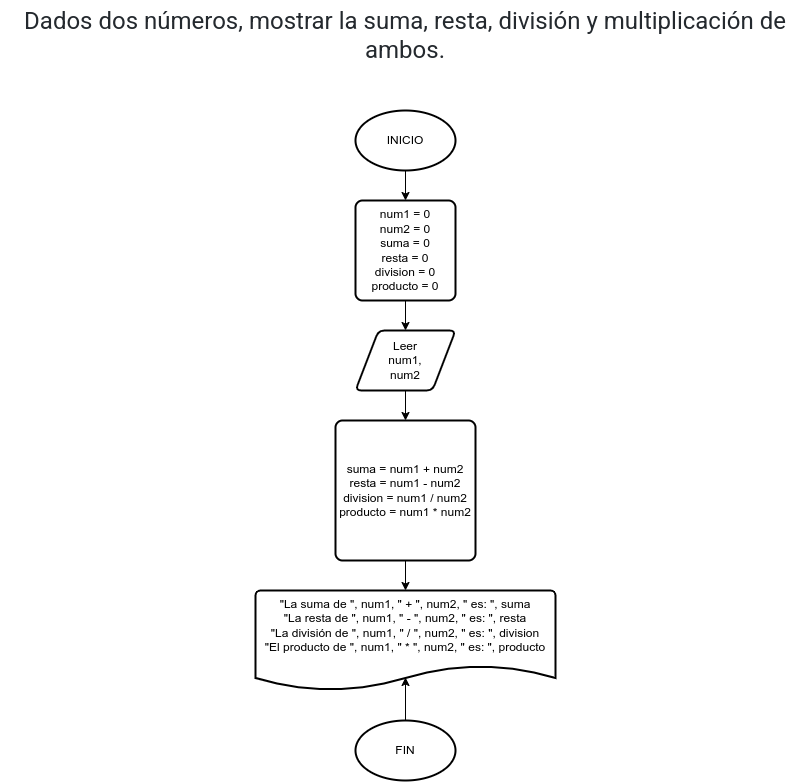 Dados dos números, mostrar la suma, resta, división y multiplicación de
ambos.
INICIO
num1 = 0
num2 = 0
suma = 0
resta = 0
division = 0
producto = 0
Leer
num1,
num2
suma = num1 + num2
resta = num1 - num2
division = num1 / num2
producto = num1 * num2
"La suma de ", num1, " + ", num2, " es: ", suma
"La resta de ", num1, " - ", num2, " es: ", resta
"La división de ", num1, " / ", num2, " es: ", division
"El producto de ", num1, " * ", num2, " es: ", producto
FIN